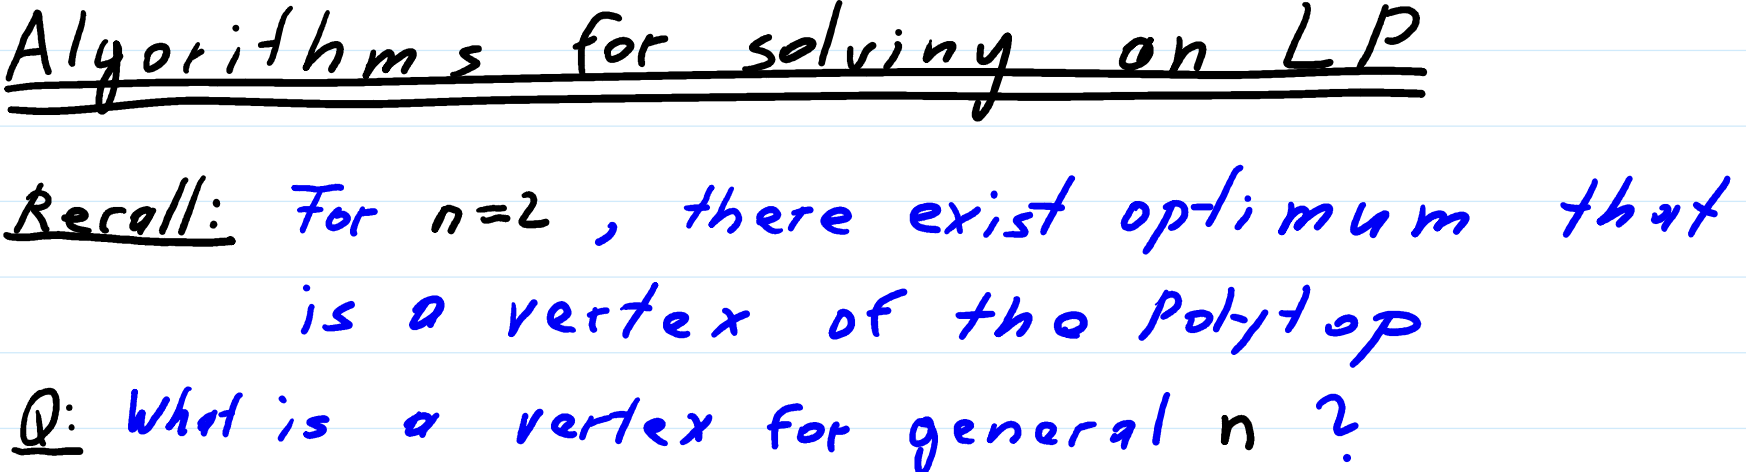 Algorithms for solving an LP
Recall: For n=2, there exist optimum that
is a vertex of the polytop
Q: What is a vertex for general n?